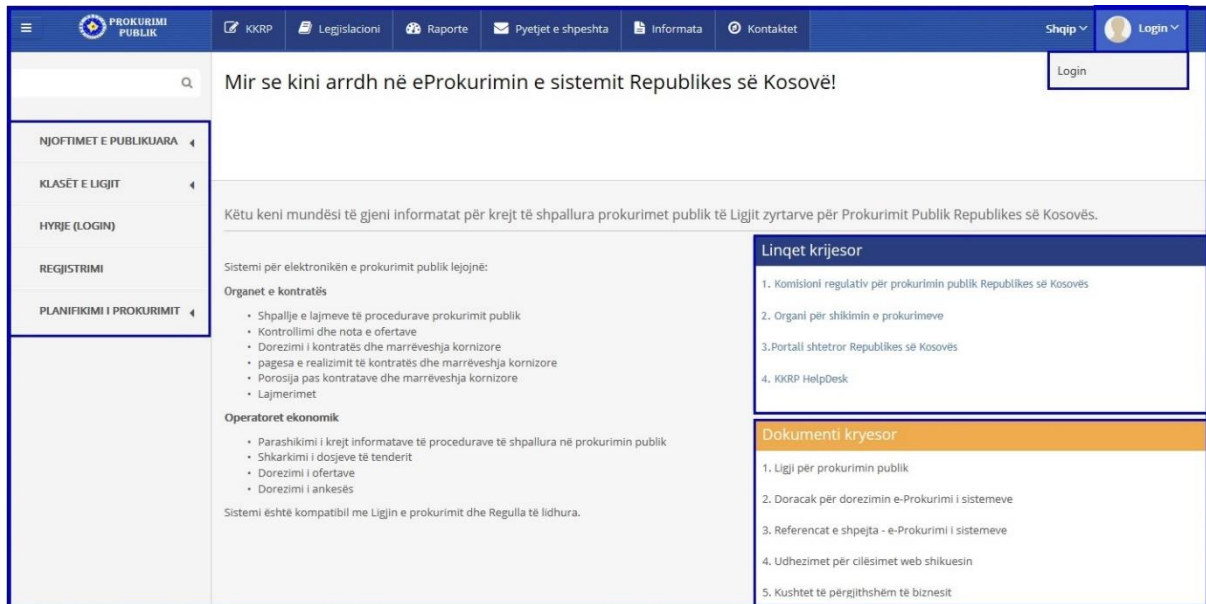 PROKURIMI
PUBLIK
KKRP
Legjislacioni
Raporte
Pyetjet e shpeshta
Informata
Kontaktet
Shqip
Login
Login
Mir se kini arrdh në eProkurimin e sistemit Republikes së Kosovë!
NJOFTIMET E PUBLIKUARA
KLASËT E LIGJIT
HYRJE (LOGIN)
REGJISTRIMI
PLANIFIKIMI I PROKURIMIT
Këtu keni mundësi të gjeni informatat për krejt të shpallura prokurimet publik të Ligjit zyrtarve për Prokurimit Publik Republikes së Kosovës.
Sistemi për elektronikën e prokurimit publik lejojnë:
Organet e kontratës
• Shpallje e lajmeve të procedurave prokurimit publik
• Kontrollimi dhe nota e ofertave
• Dorezimi i kontratës dhe marrëveshja kornizore
• pagesa e realizimit të kontratës dhe marrëveshja kornizore
• Porosija pas kontratave dhe marrëveshja kornizore
• Lajmerimet
Operatoret ekonomik
• Parashikimi i krejt informatave të procedurave të shpallura në prokurimin publik
• Shkarkimi i dosjeve të tenderit
• Dorezimi i ofertave
• Dorezimi i ankesës
Sistemi është kompatibil me Ligjin e prokurimit dhe Regulla të lidhura.
Linqet krijesor
1. Komisioni regulativ për prokurimin publik Republikes së Kosovës
2. Organi për shikimin e prokurimeve
3.Portali shtetror Republikes së Kosovës
4. KKRP HelpDesk
Dokumenti kryesor
1. Ligji për prokurimin publik
2. Doracak për dorezimin e-Prokurimi i sistemeve
3. Referencat e shpejta - e-Prokurimi i sistemeve
4. Udhezimet për cilësimet web shikuesin
5. Kushtet të përgjithshëm të biznesit